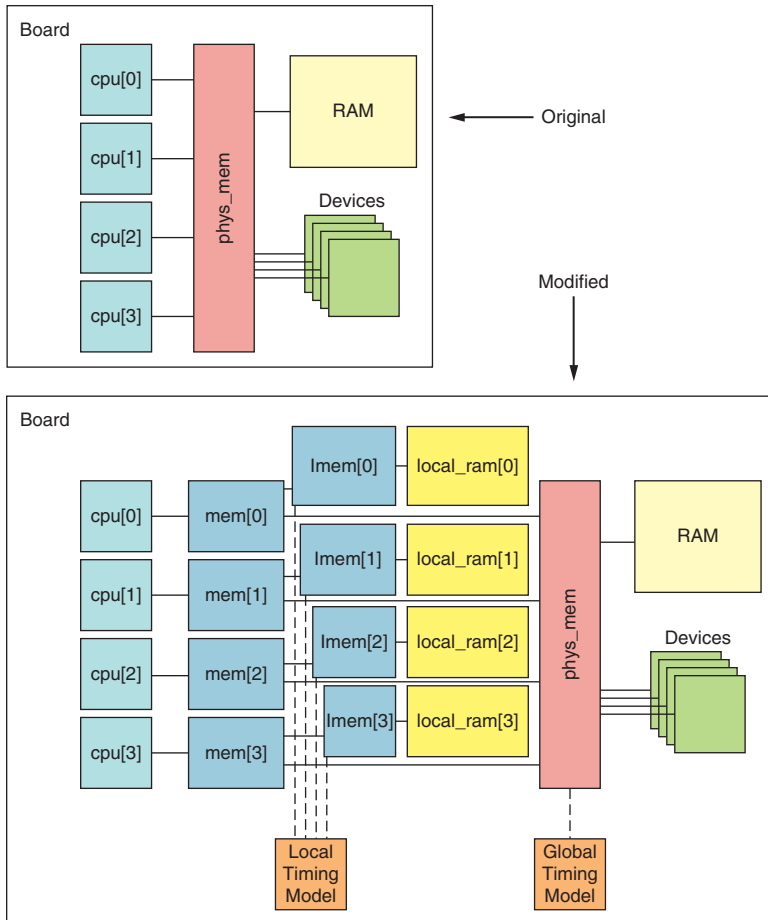 Board
cpu[0]
cpu[1]
cpu[2]
cpu[3]
phys_mem
RAM
Devices
Original
Modified
Board
cpu[0]
cpu[1]
cpu[2]
cpu[3]
mem[0]
mem[1]
mem[2]
mem[3]
lmem[0]
local_ram[0]
lmem[1]
local_ram[1]
lmem[2]
local_ram[2]
lmem[3]
local_ram[3]
phys_mem
RAM
Devices
Local
Timing
Model
Global
Timing
Model